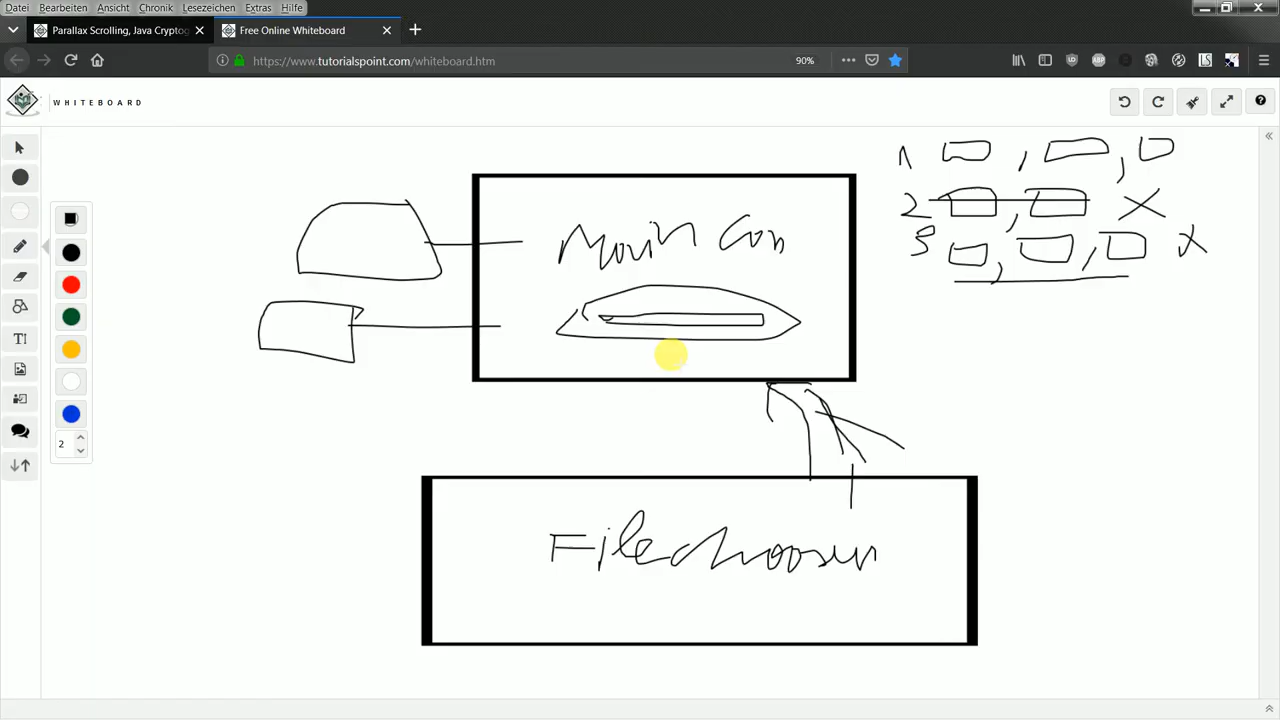 Datei Bearbeiten Ansicht Chronik Lesezeichen Extras Hilfe
Parallax Scrolling, Java Cryptog
Free Online Whiteboard
https://www.tutorialspoint.com/whiteboard.htm
90%
WHITEBOARD
1 , ,
2 , X
3 , , X
Main Con
2
Filechooser